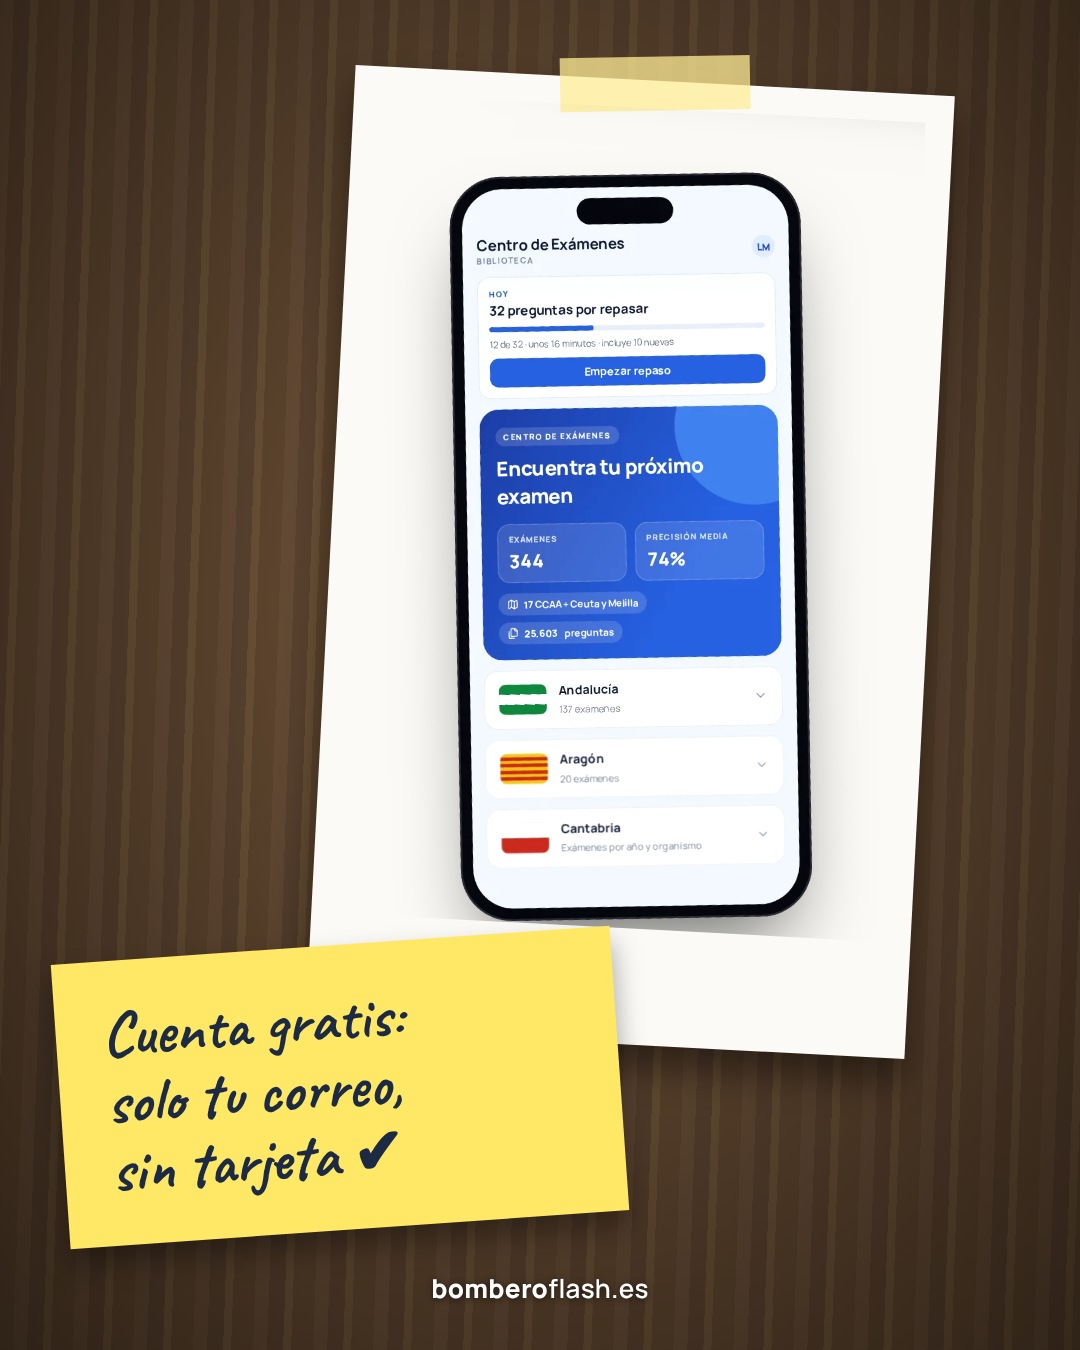 Centro de Exámenes
BIBLIOTECA
LM
HOY
32 preguntas por repasar
12 de 32 · unos 16 minutos · incluye 10 nuevas
Empezar repaso
CENTRO DE EXÁMENES
Encuentra tu próximo
examen
EXÁMENES
344
PRECISIÓN MEDIA
74%
17 CCAA + Ceuta y Melilla
25.603 preguntas
Andalucía
137 exámenes
Aragón
20 exámenes
Cantabria
Exámenes por año y organismo
Cuenta gratis:
solo tu correo,
sin tarjeta ✔
bomberoflash.es